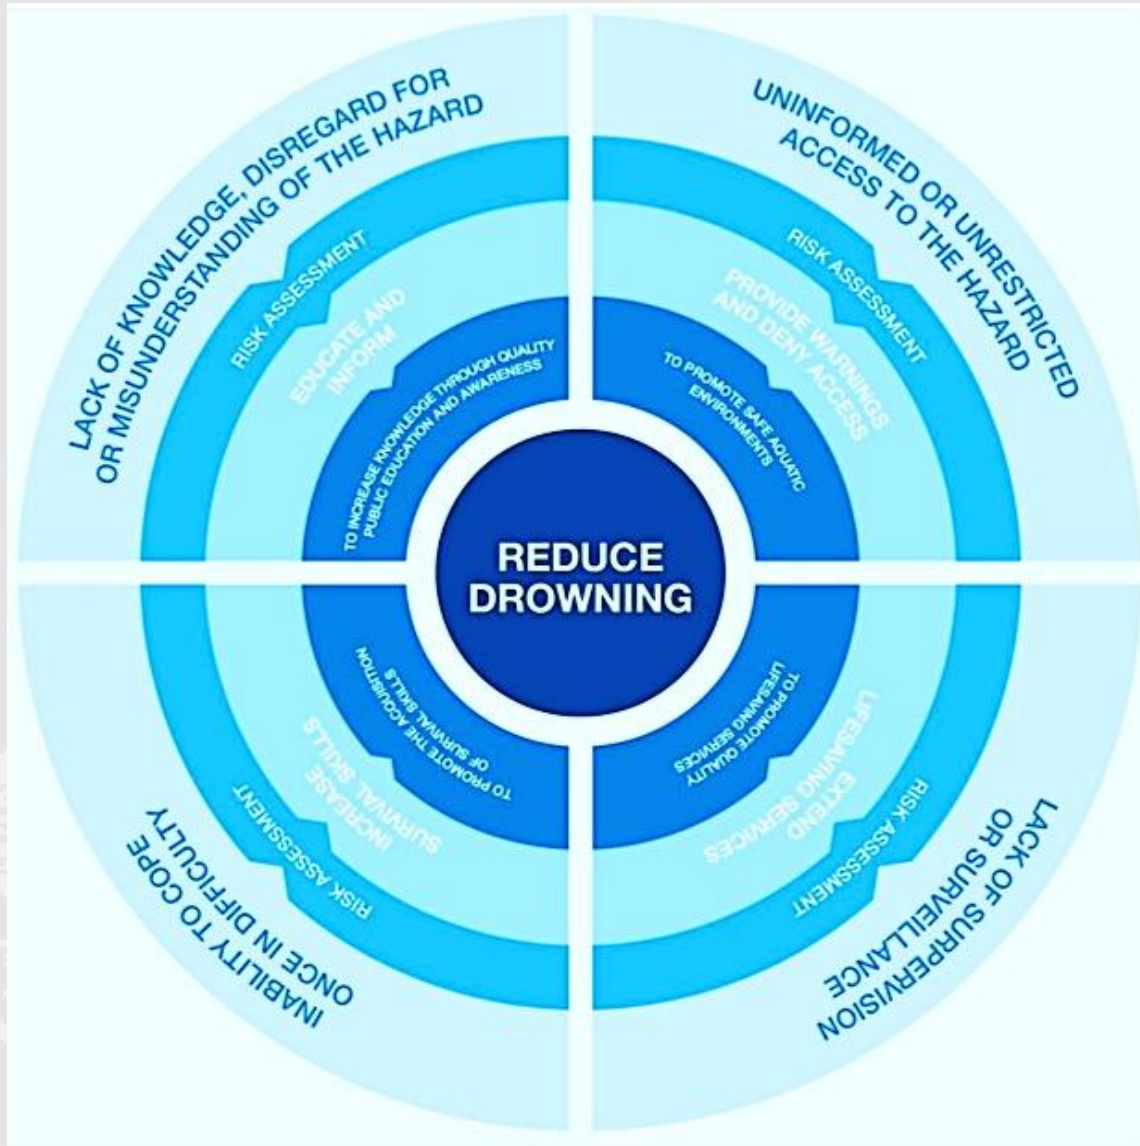 LACK OF KNOWLEDGE, DISREGARD FOR
OR MISUNDERSTANDING OF THE HAZARD
RISK ASSESSMENT
EDUCATE AND
INFORM
TO INCREASE KNOWLEDGE THROUGH QUALITY
PUBLIC EDUCATION AND AWARENESS
UNINFORMED OR UNRESTRICTED
ACCESS TO THE HAZARD
RISK ASSESSMENT
PROVIDE WARNINGS
AND DENY ACCESS
TO PROMOTE SAFE AQUATIC
ENVIRONMENTS
REDUCE
DROWNING
INABILITY TO COPE
ONCE IN DIFFICULTY
RISK ASSESSMENT
INCREASE
SURVIVAL SKILLS
TO PROMOTE THE ACQUISITION
OF SURVIVAL SKILLS
LACK OF SURPERVISION
OR SURVEILLANCE
RISK ASSESSMENT
EXTEND
LIFESAVING SERVICES
TO PROMOTE QUALITY
LIFESAVING SERVICES